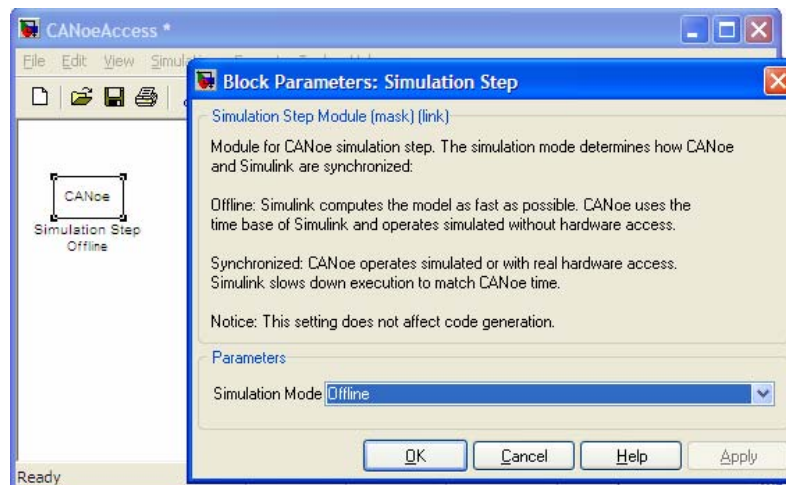 CANoeAccess *
File Edit View
Block Parameters: Simulation Step
Simulation Step Module (mask) (link)
Module for CANoe simulation step. The simulation mode determines how CANoe
and Simulink are synchronized:
Offline: Simulink computes the model as fast as possible. CANoe uses the
time base of Simulink and operates simulated without hardware access.
Synchronized: CANoe operates simulated or with real hardware access.
Simulink slows down execution to match CANoe time.
Notice: This setting does not affect code generation.
Parameters
Simulation Mode Offline
OK Cancel Help Apply
CANoe
Simulation Step
Offline
Ready